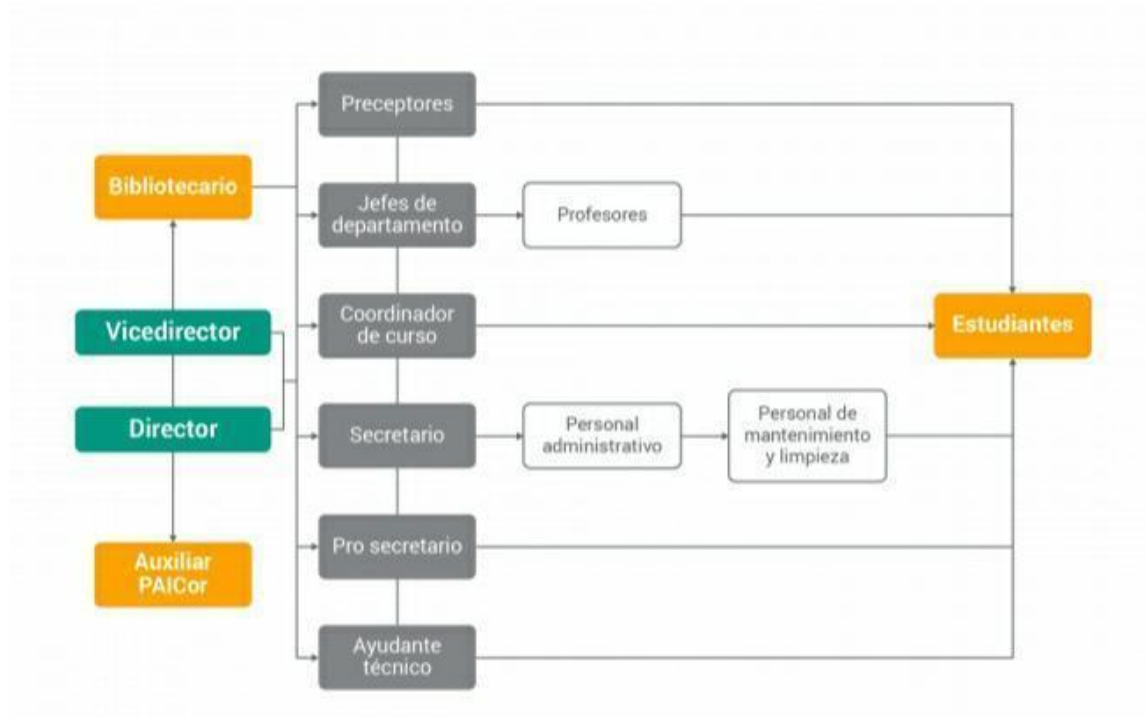 Preceptores
Bibliotecario
Jefes de
departamento
Profesores
Vicedirector
Coordinador
de curso
Estudiantes
Director
Secretario
Personal
administrativo
Personal de
mantenimiento
y limpieza
Auxiliar
PAICor
Pro secretario
Ayudante
técnico